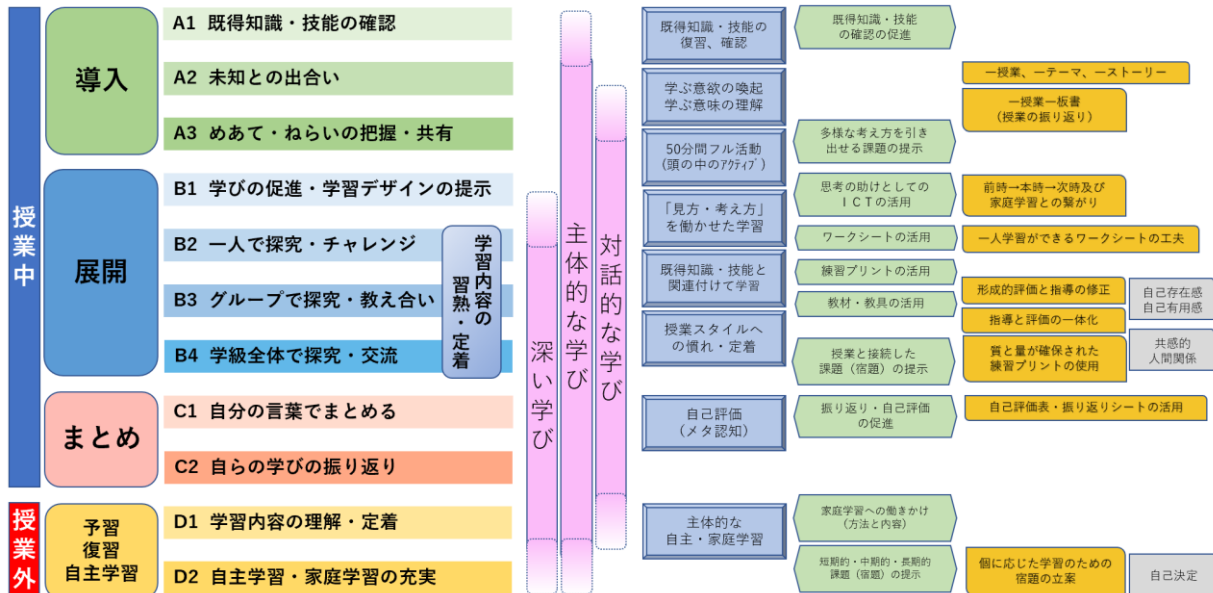 授業中
導入
A1 既得知識・技能の確認
A2 未知との出合い
A3 めあて・ねらいの把握・共有
展開
B1 学びの促進・学習デザインの提示
B2 一人で探究・チャレンジ
B3 グループで探究・教え合い
B4 学級全体で探究・交流
学習内容の
習熟・定着
まとめ
C1 自分の言葉でまとめる
C2 自らの学びの振り返り
授業外
予習
復習
自主学習
D1 学習内容の理解・定着
D2 自主学習・家庭学習の充実
深い学び
主体的な学び
対話的な学び
既得知識・技能の
復習、確認
学ぶ意欲の喚起
学ぶ意味の理解
50分間フル活動
(頭の中のアクティブ)
「見方・考え方」
を働かせた学習
既得知識・技能と
関連付けて学習
授業スタイルへ
の慣れ・定着
自己評価
(メタ認知)
主体的な
自主・家庭学習
既得知識・技能
の確認の促進
多様な考え方を引き
出せる課題の提示
思考の助けとしての
ICTの活用
ワークシートの活用
練習プリントの活用
教材・教具の活用
授業と接続した
課題(宿題)の提示
振り返り・自己評価
の促進
家庭学習への働きかけ
(方法と内容)
短期的・中期的・長期的
課題(宿題)の提示
一授業、一テーマ、一ストーリー
一授業一板書
(授業の振り返り)
前時→本時→次時及び
家庭学習との繋がり
一人学習ができるワークシートの工夫
形成的評価と指導の修正
指導と評価の一体化
質と量が確保された
練習プリントの使用
自己評価表・振り返りシートの活用
個に応じた学習のための
宿題の立案
自己存在感
自己有用感
共感的
人間関係
自己決定